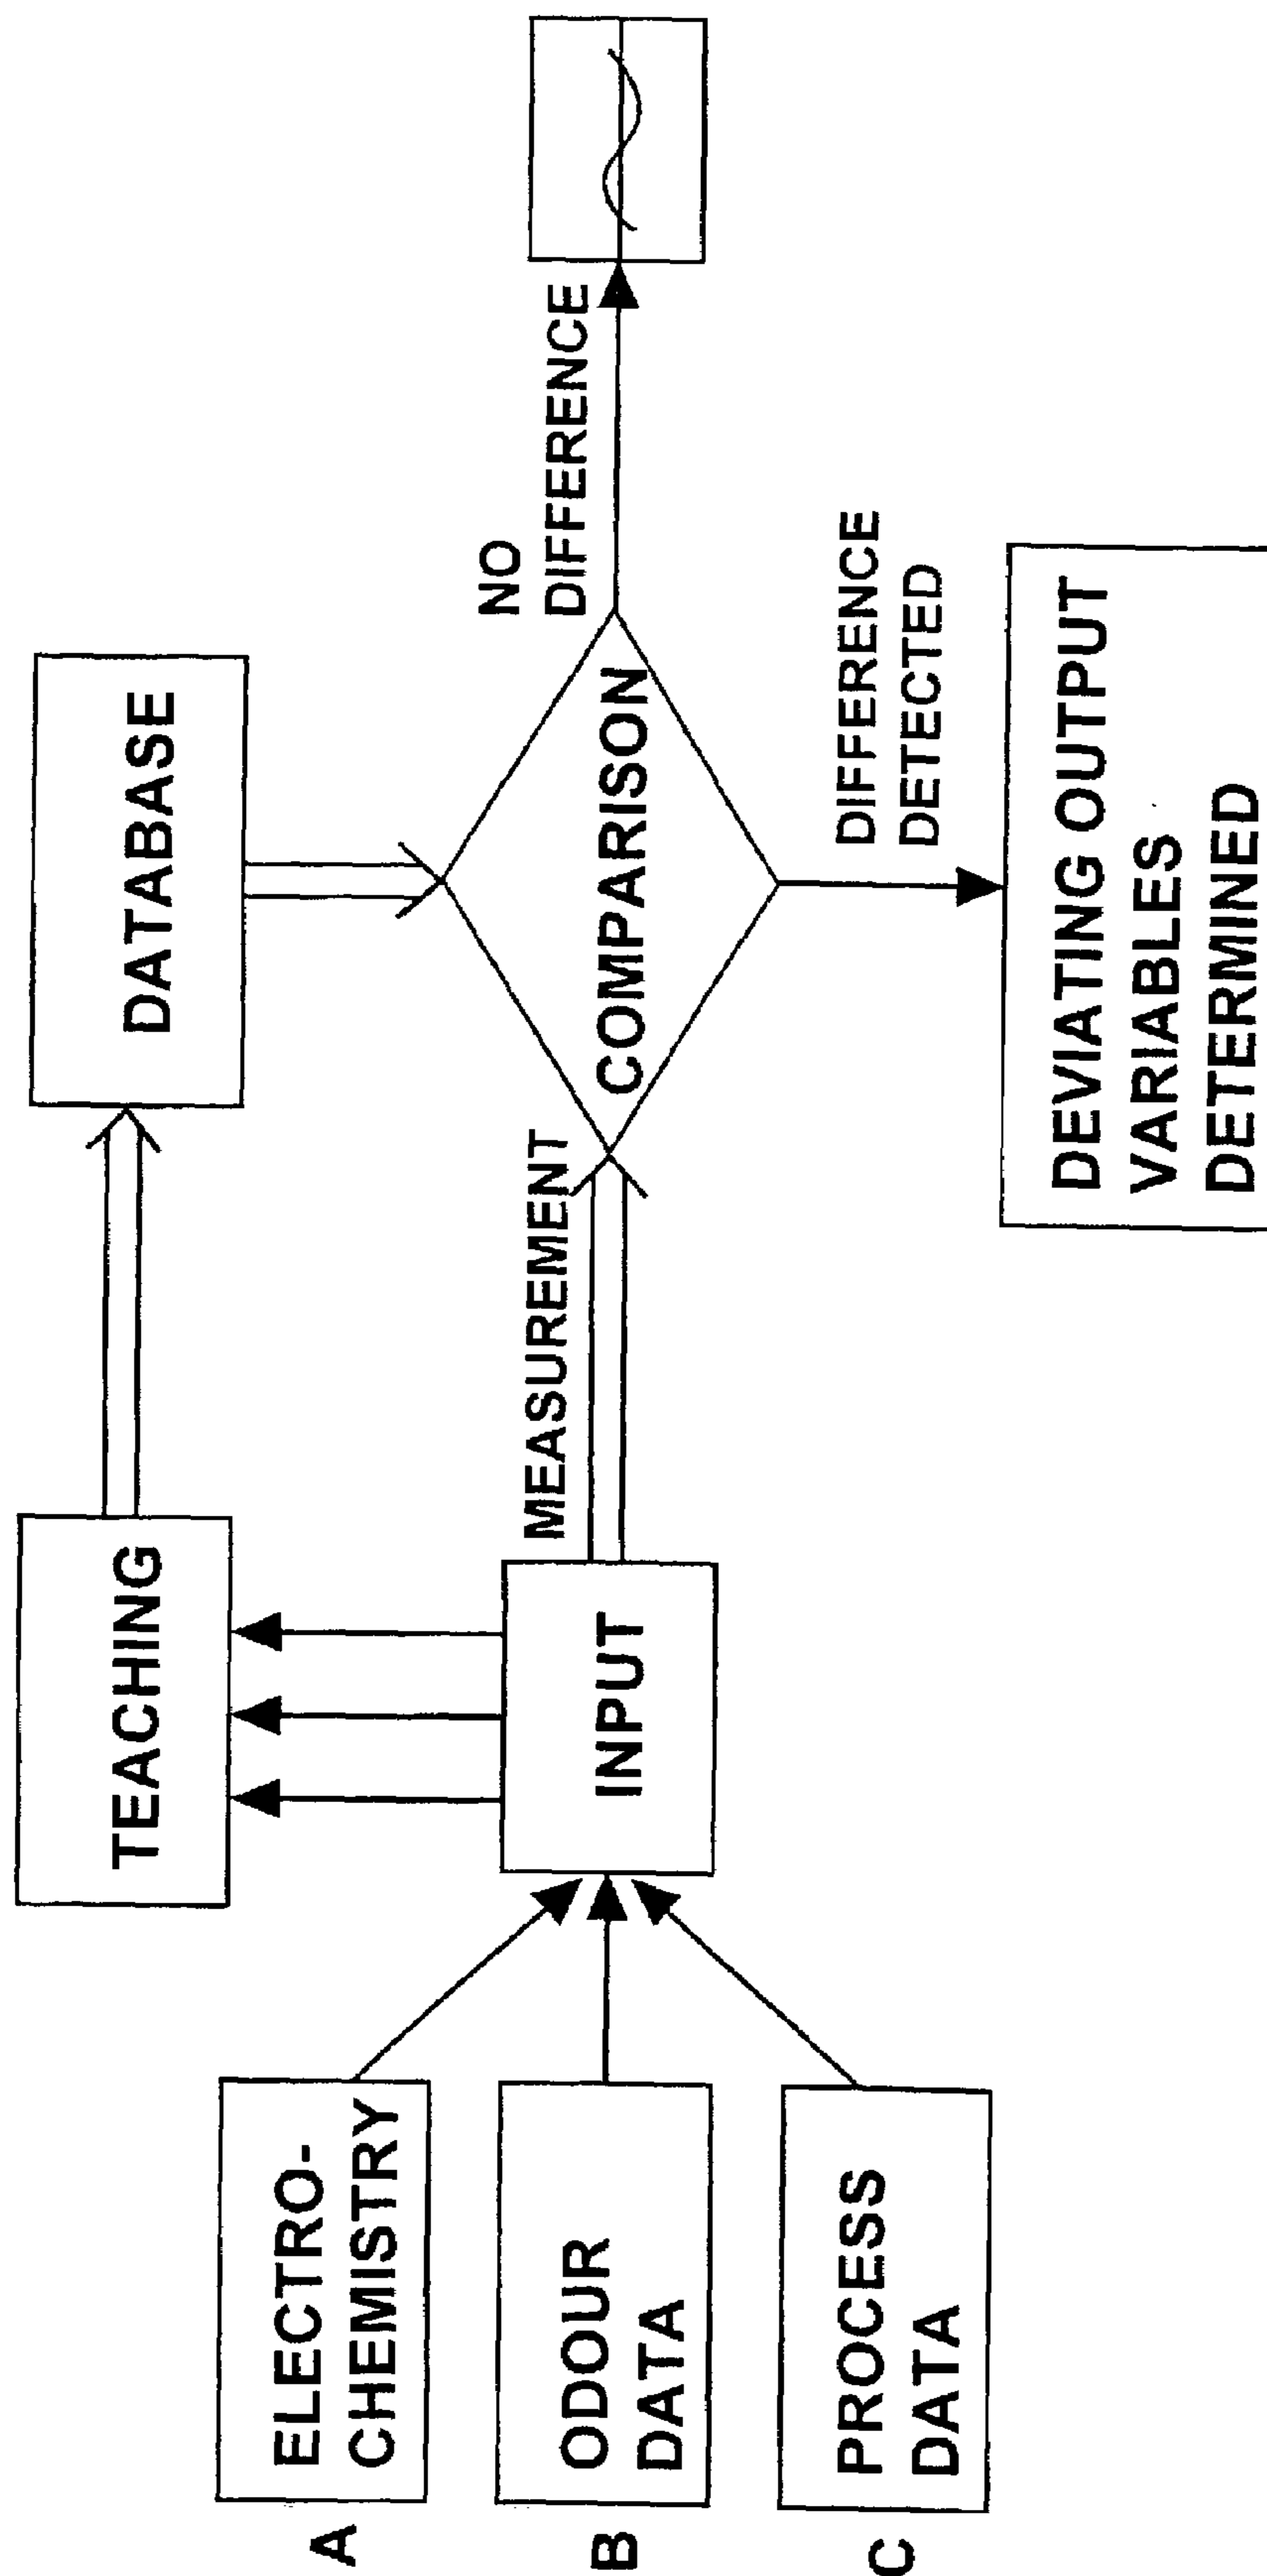 A
ELECTRO-
CHEMISTRY
B
ODOUR
DATA
C
PROCESS
DATA
TEACHING
INPUT
MEASUREMENT
DATABASE
COMPARISON
NO
DIFFERENCE
DIFFERENCE
DETECTED
DEVIATING OUTPUT
VARIABLES
DETERMINED